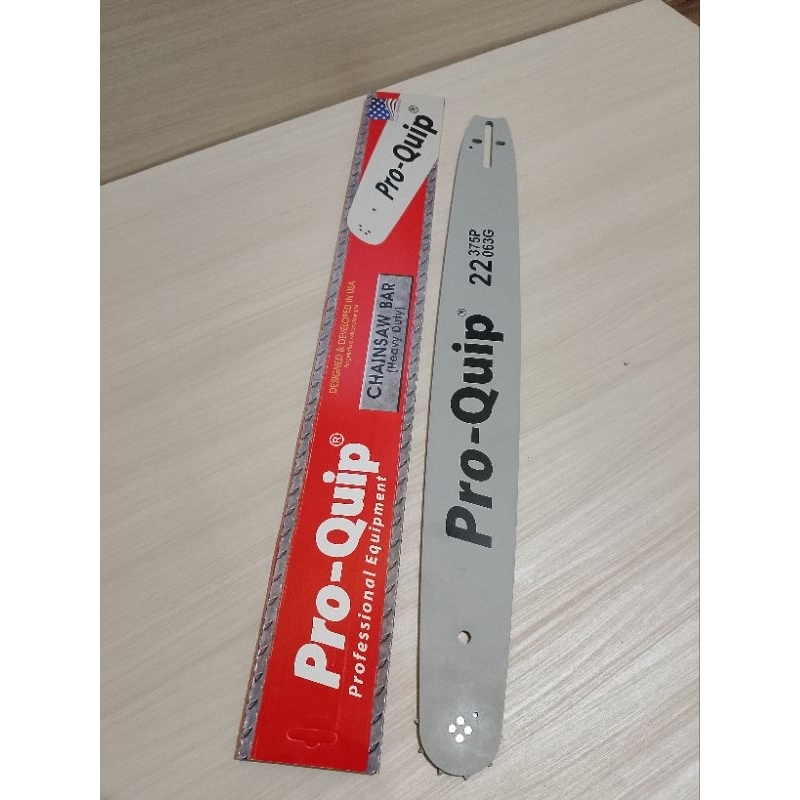 Pro-Quip®
DESIGNED & DEVELOPED IN USA
CHAINSAW BAR
(Heavy Duty)
Pro-Quip®
Professional Equipment
22 375P
063G
Pro-Quip®